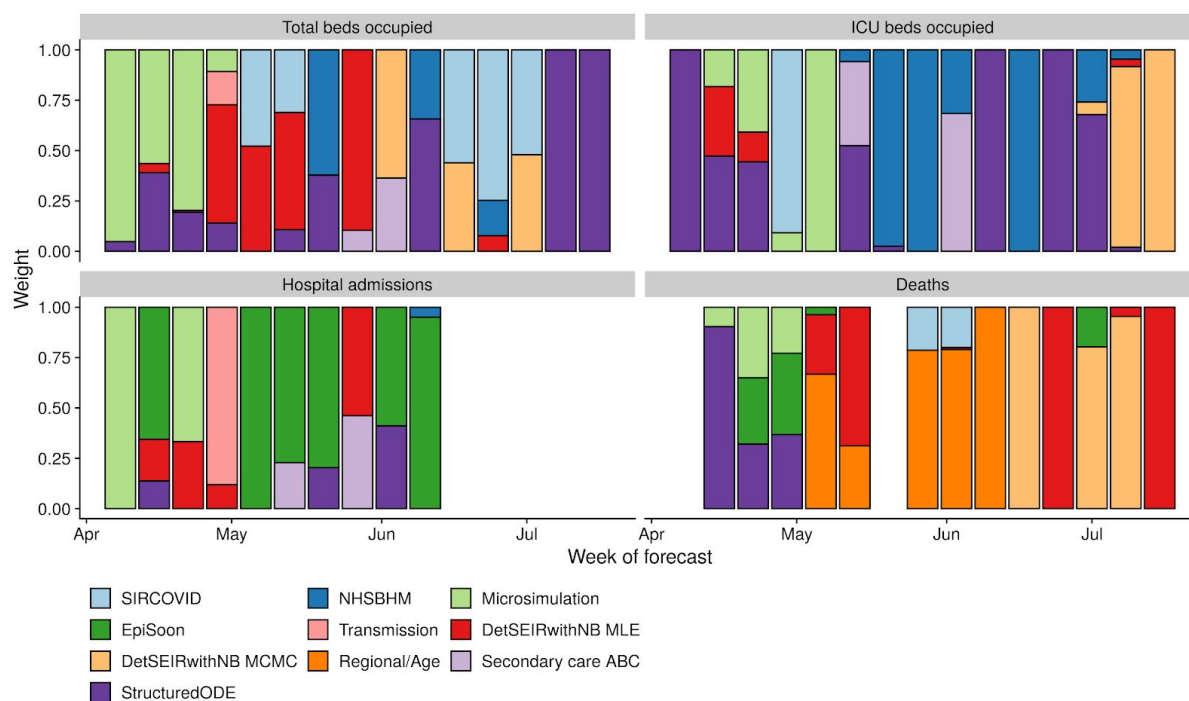 Total beds occupied
ICU beds occupied
1.00
0.75
0.50
0.25
0.00
Hospital admissions
Deaths
1.00
0.75
0.50
0.25
0.00
Weight
Apr May Jun Jul
Apr May Jun Jul
Week of forecast
SIRCOVID NHSBHM Microsimulation
EpiSoon Transmission DetSEIRwithNB MLE
DetSEIRwithNB MCMC Regional/Age Secondary care ABC
StructuredODE